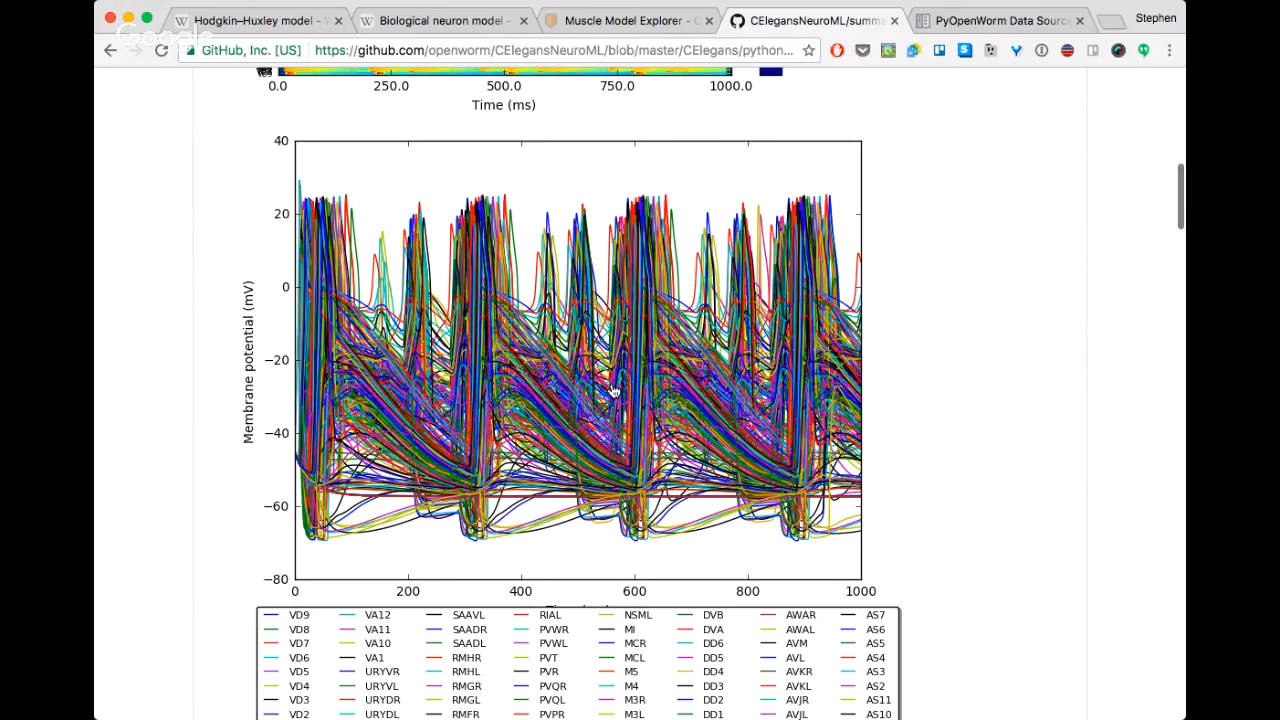 Hodgkin–Huxley model -
Biological neuron model -
Muscle Model Explorer -
CElegansNeuroML/summa
PyOpenWorm Data Source
Stephen
Google
GitHub, Inc. [US]
https://github.com/openworm/CElegansNeuroML/blob/master/CElegans/python...
0.0 250.0 500.0 750.0 1000.0
Time (ms)
40
20
0
−20
−40
−60
−80
Membrane potential (mV)
0 200 400 600 800 1000
VD9 VA12 SAAVL RIAL NSML DVB AWAR AS7
VD8 VA11 SAADR PVWR MI DVA AWAL AS6
VD7 VA10 SAADL PVWL MCR DD6 AVM AS5
VD6 VA1 RMHR PVT MCL DD5 AVL AS4
VD5 URYVR RMHL PVR M5 DD4 AVKR AS3
VD4 URYVL RMGR PVQR M4 DD3 AVKL AS2
VD3 URYDR RMGL PVQL M3R DD2 AVJR AS11
VD2 URYDL RMFR PVPR M3L DD1 AVJL AS10